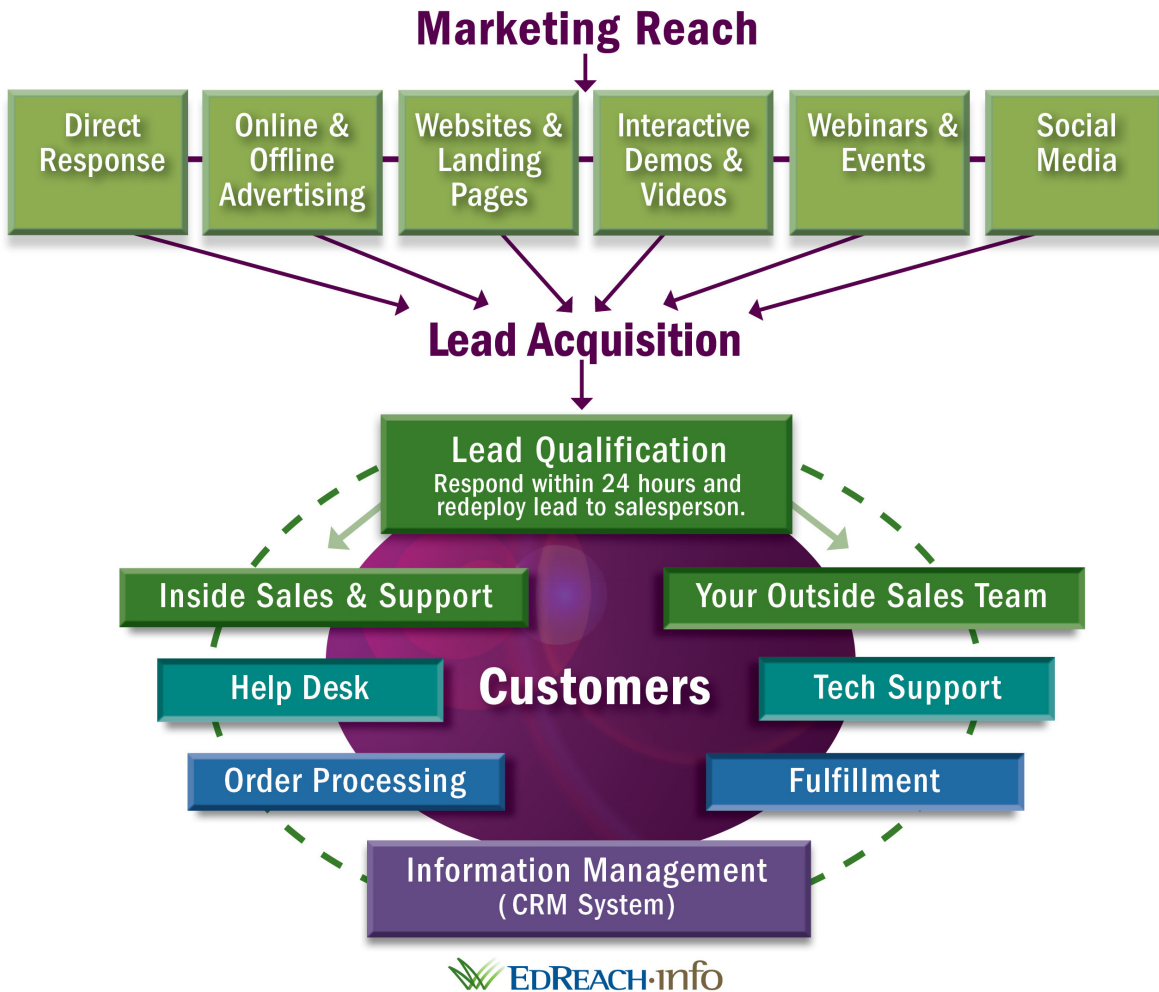 Marketing Reach
Direct
Response
Online &
Offline
Advertising
Websites &
Landing
Pages
Interactive
Demos &
Videos
Webinars &
Events
Social
Media
Lead Acquisition
Lead Qualification
Respond within 24 hours and
redeploy lead to salesperson.
Inside Sales & Support
Your Outside Sales Team
Help Desk
Customers
Tech Support
Order Processing
Fulfillment
Information Management
( CRM System)
EDREACH·info